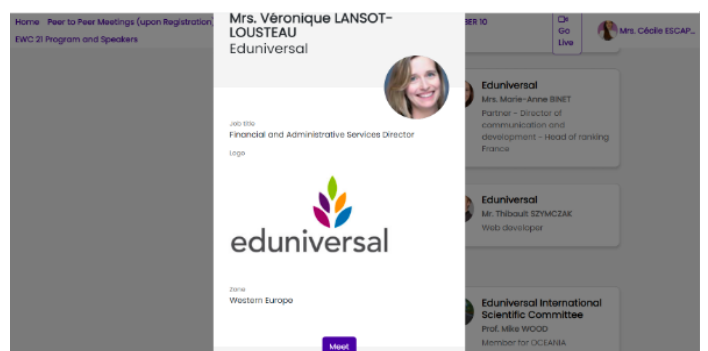 Home Peer to Peer Meetings (upon Registration)
EWC 21 Program and Speakers
Mrs. Véronique LANSOT-
LOUSTEAU
Eduniversal
Job title
Financial and Administrative Services Director
Logo
eduniversal
Zone
Western Europe
Meet
BER 10
Go
Live
Mrs. Cécile ESCAP...
Eduniversal
Mrs. Marie-Anne BINET
Partner - Director of
communication and
development - Head of ranking
France
Eduniversal
Mr. Thibault SZYMCZAK
Web developer
Eduniversal International
Scientific Committee
Prof. Mike WOOD
Member for OCEANIA